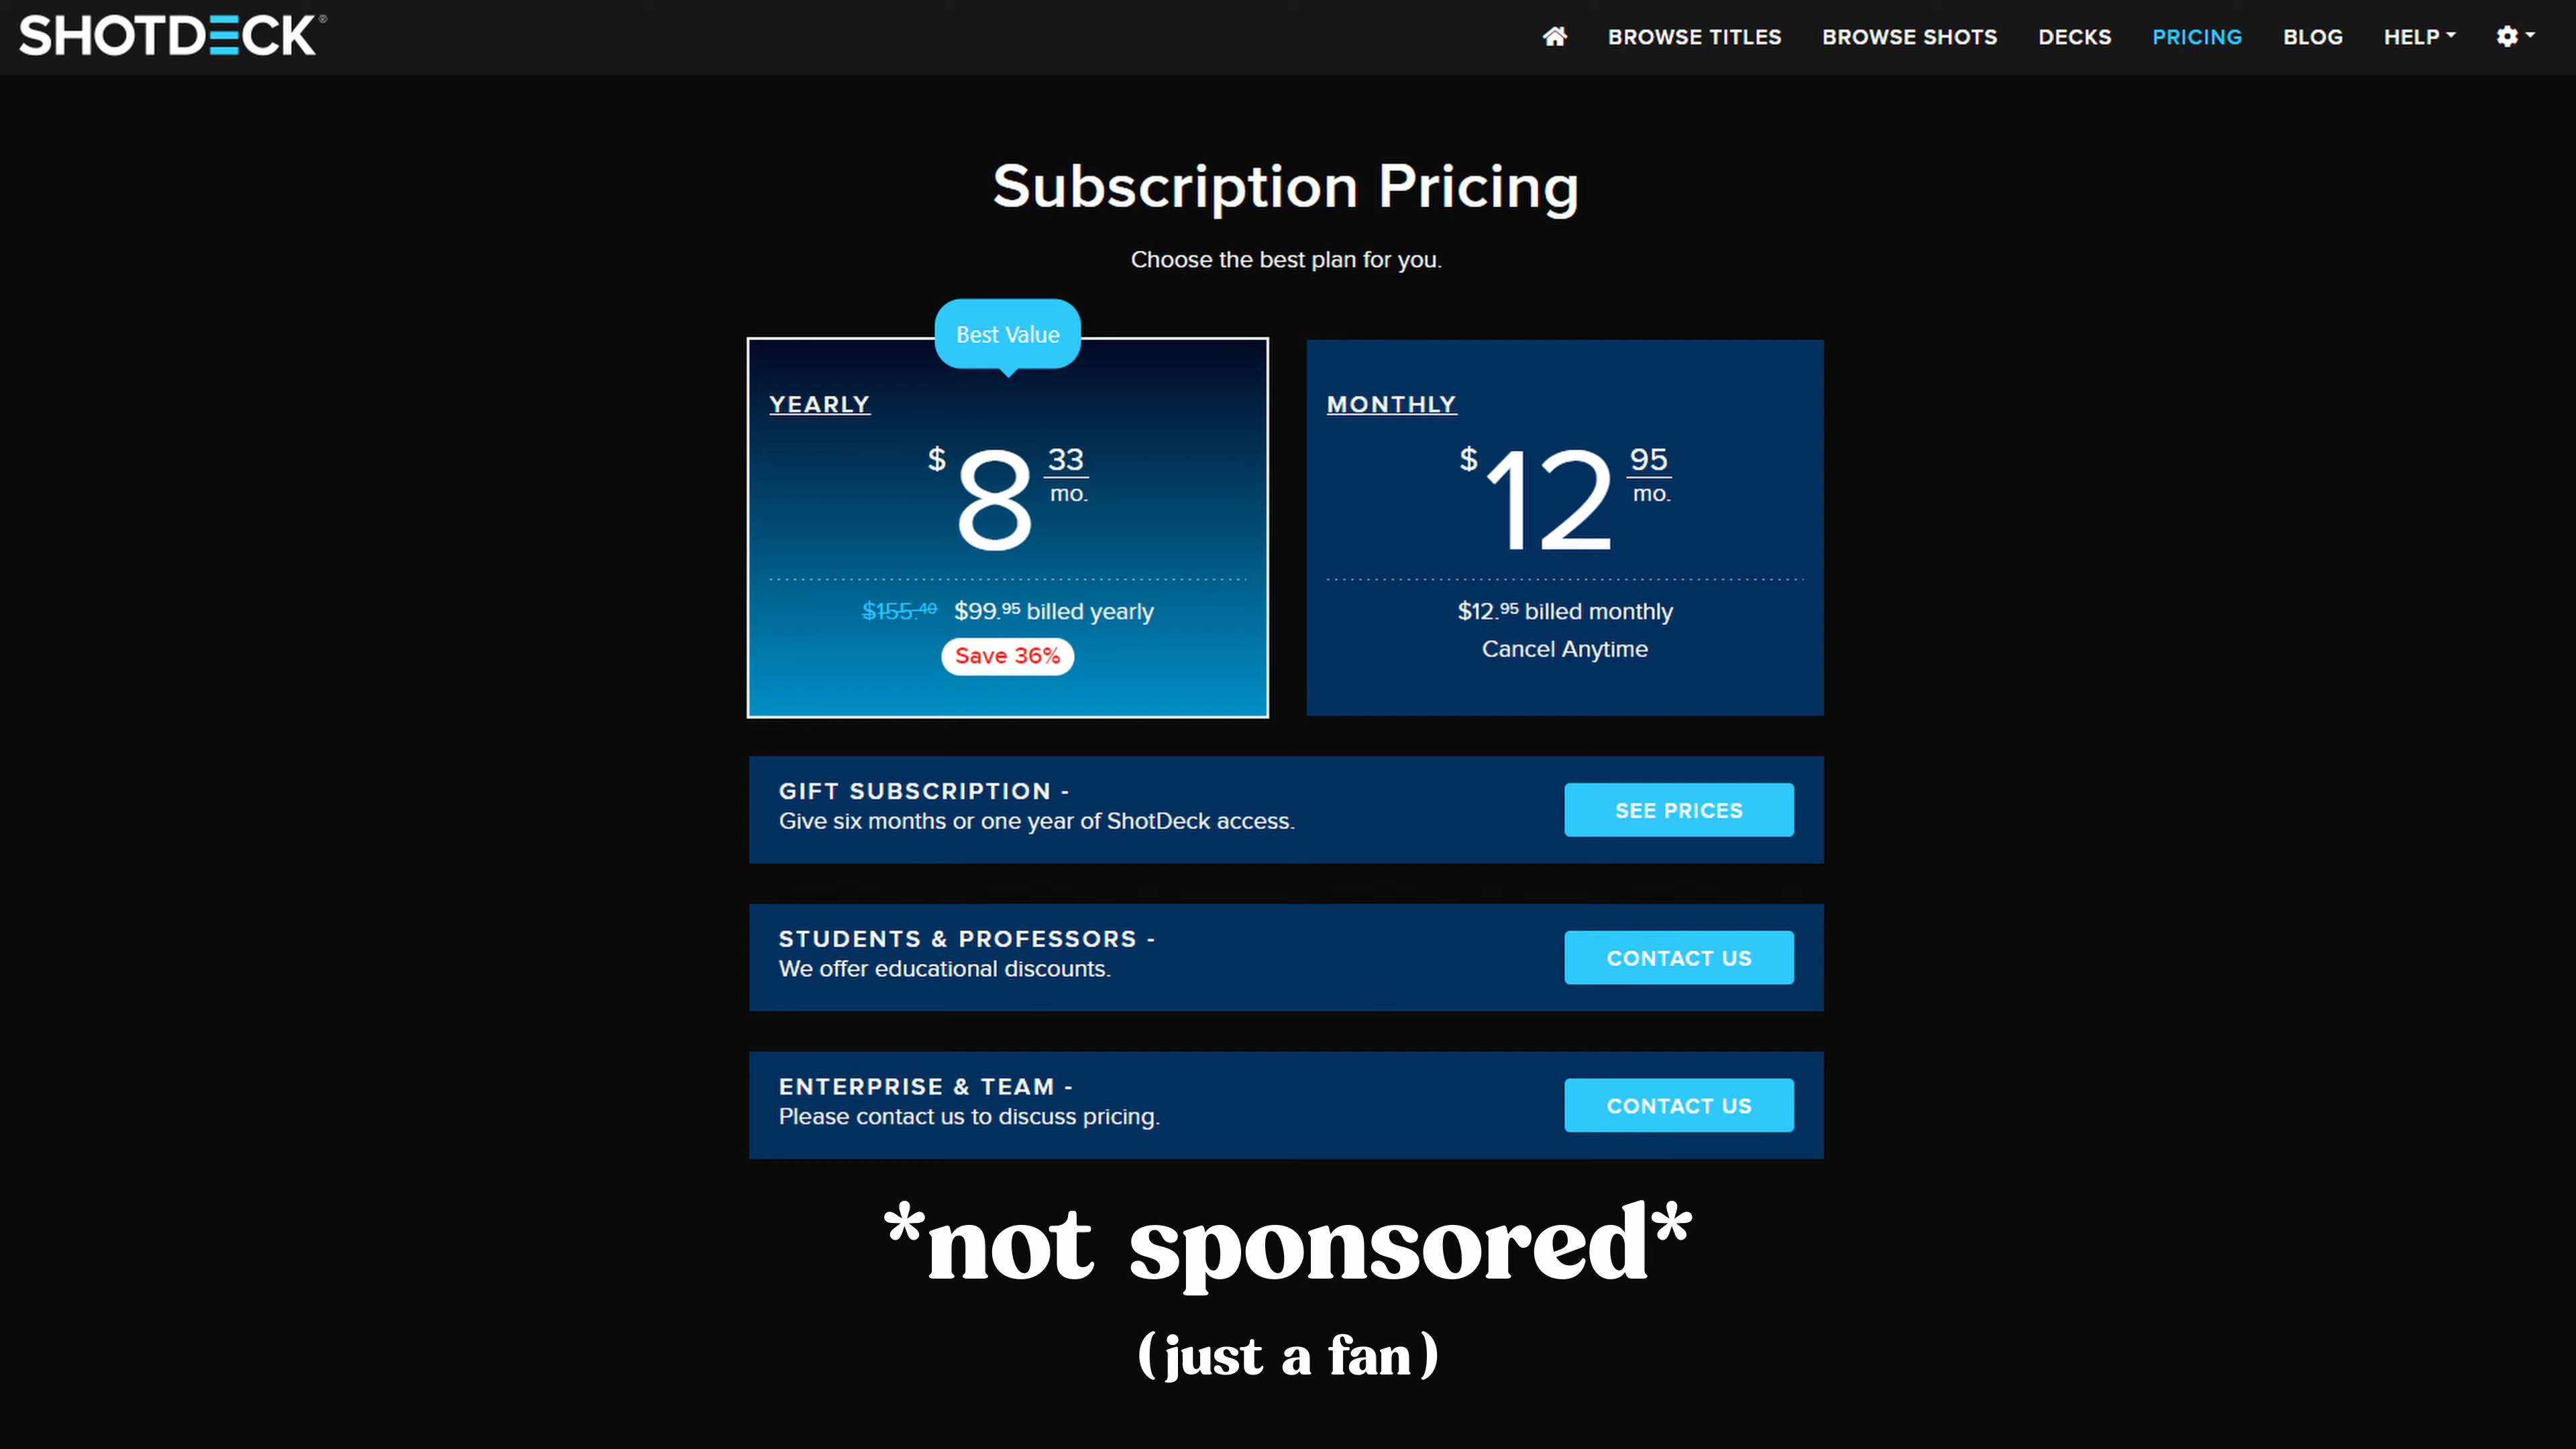 SHOTDECK®
BROWSE TITLES BROWSE SHOTS DECKS PRICING BLOG HELP
Subscription Pricing
Choose the best plan for you.
Best Value
YEARLY
$8 33 mo.
$155.40 $99.95 billed yearly
Save 36%
MONTHLY
$12 95 mo.
$12.95 billed monthly
Cancel Anytime
GIFT SUBSCRIPTION -
Give six months or one year of ShotDeck access.
SEE PRICES
STUDENTS & PROFESSORS -
We offer educational discounts.
CONTACT US
ENTERPRISE & TEAM -
Please contact us to discuss pricing.
CONTACT US
*not sponsored*
(just a fan)